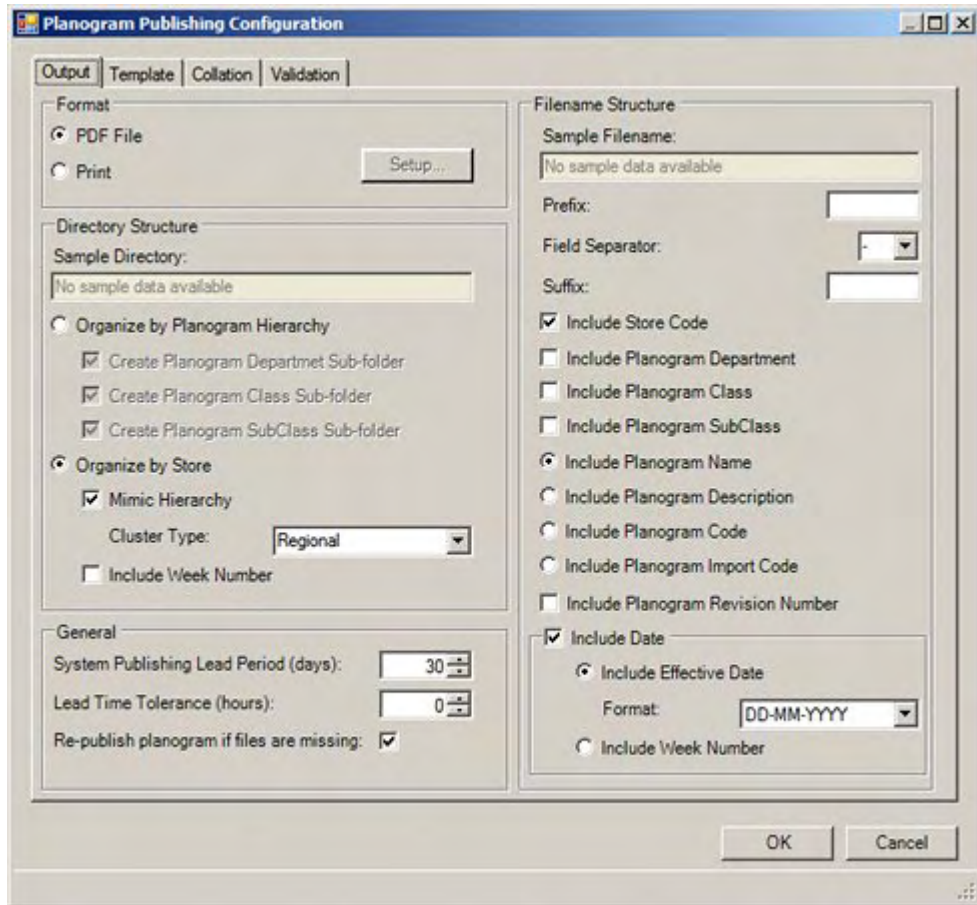 Planogram Publishing Configuration
Output Template Collation Validation
Format
PDF File
Print
Setup...
Directory Structure
Sample Directory:
No sample data available
Organize by Planogram Hierarchy
Create Planogram Departmet Sub-folder
Create Planogram Class Sub-folder
Create Planogram SubClass Sub-folder
Organize by Store
Mimic Hierarchy
Cluster Type: Regional
Include Week Number
General
System Publishing Lead Period (days): 30
Lead Time Tolerance (hours): 0
Re-publish planogram if files are missing:
Filename Structure
Sample Filename:
No sample data available
Prefix:
Field Separator: -
Suffix:
Include Store Code
Include Planogram Department
Include Planogram Class
Include Planogram SubClass
Include Planogram Name
Include Planogram Description
Include Planogram Code
Include Planogram Import Code
Include Planogram Revision Number
Include Date
Include Effective Date
Format: DD-MM-YYYY
Include Week Number
OK Cancel